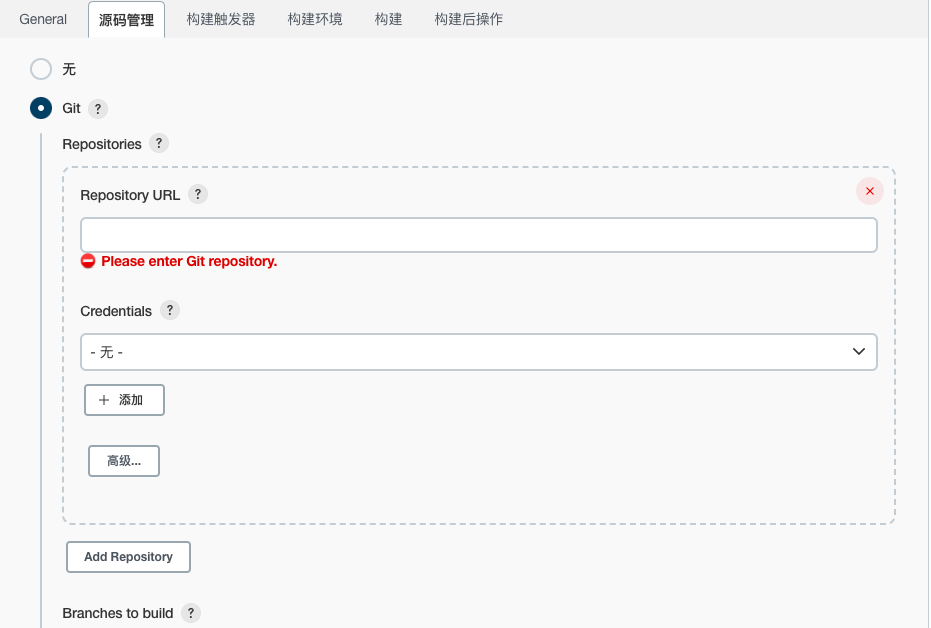 General 源码管理 构建触发器 构建环境 构建 构建后操作
无
Git ?
Repositories ?
Repository URL ?
Please enter Git repository.
Credentials ?
- 无 -
添加
高级...
Add Repository
Branches to build ?